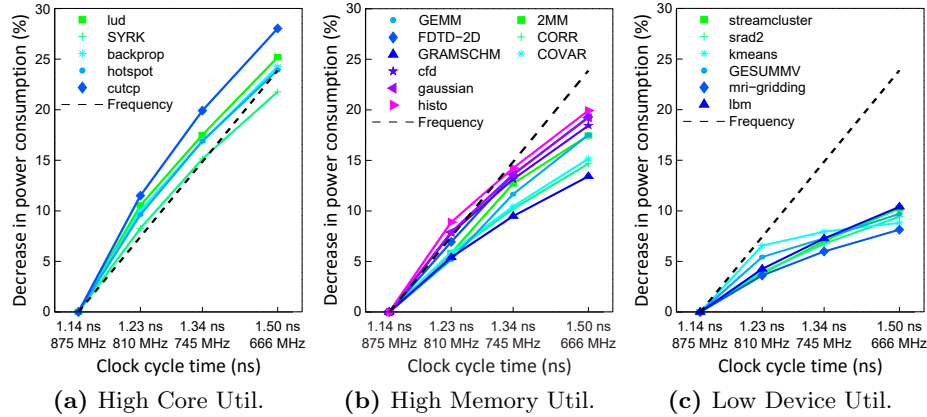 Decrease in power consumption (%)
35
30
25
20
15
10
5
0
lud
SYRK
backprop
hotspot
cutcp
Frequency
1.14 ns 1.23 ns 1.34 ns 1.50 ns
875 MHz 810 MHz 745 MHz 666 MHz
Clock cycle time (ns)
(a) High Core Util.
Decrease in power consumption (%)
35
30
25
20
15
10
5
0
GEMM 2MM
FDTD-2D CORR
GRAMSCHM COVAR
cfd
gaussian
histo
Frequency
1.14 ns 1.23 ns 1.34 ns 1.50 ns
875 MHz 810 MHz 745 MHz 666 MHz
Clock cycle time (ns)
(b) High Memory Util.
Decrease in power consumption (%)
35
30
25
20
15
10
5
0
streamcluster
srad2
kmeans
GESUMMV
mri-gridding
lbm
Frequency
1.14 ns 1.23 ns 1.34 ns 1.50 ns
875 MHz 810 MHz 745 MHz 666 MHz
Clock cycle time (ns)
(c) Low Device Util.